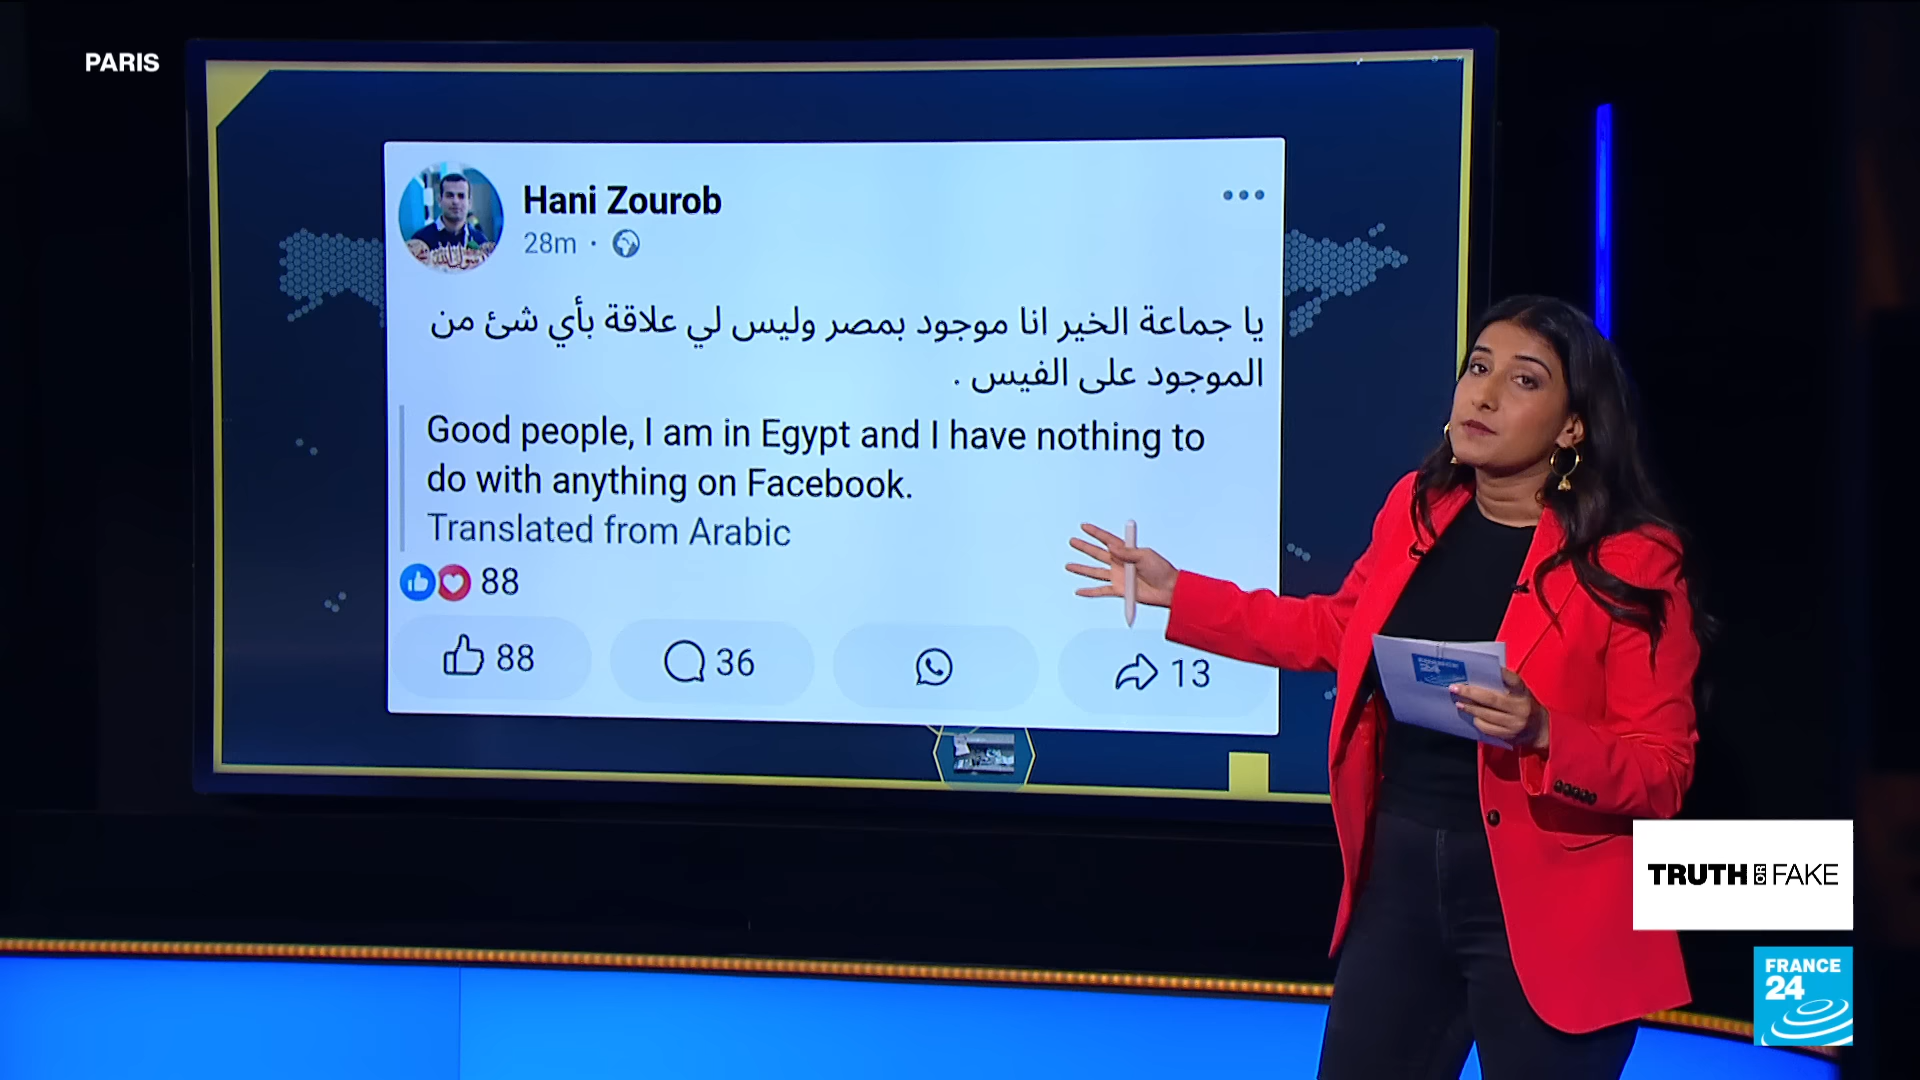 PARIS
Hani Zourob
28m ·
يا جماعة الخير انا موجود بمصر وليس لي علاقة بأي شئ من
الموجود على الفيس .
Good people, I am in Egypt and I have nothing to
do with anything on Facebook.
Translated from Arabic
88
88
36
13
TRUTH OR FAKE
FRANCE
24